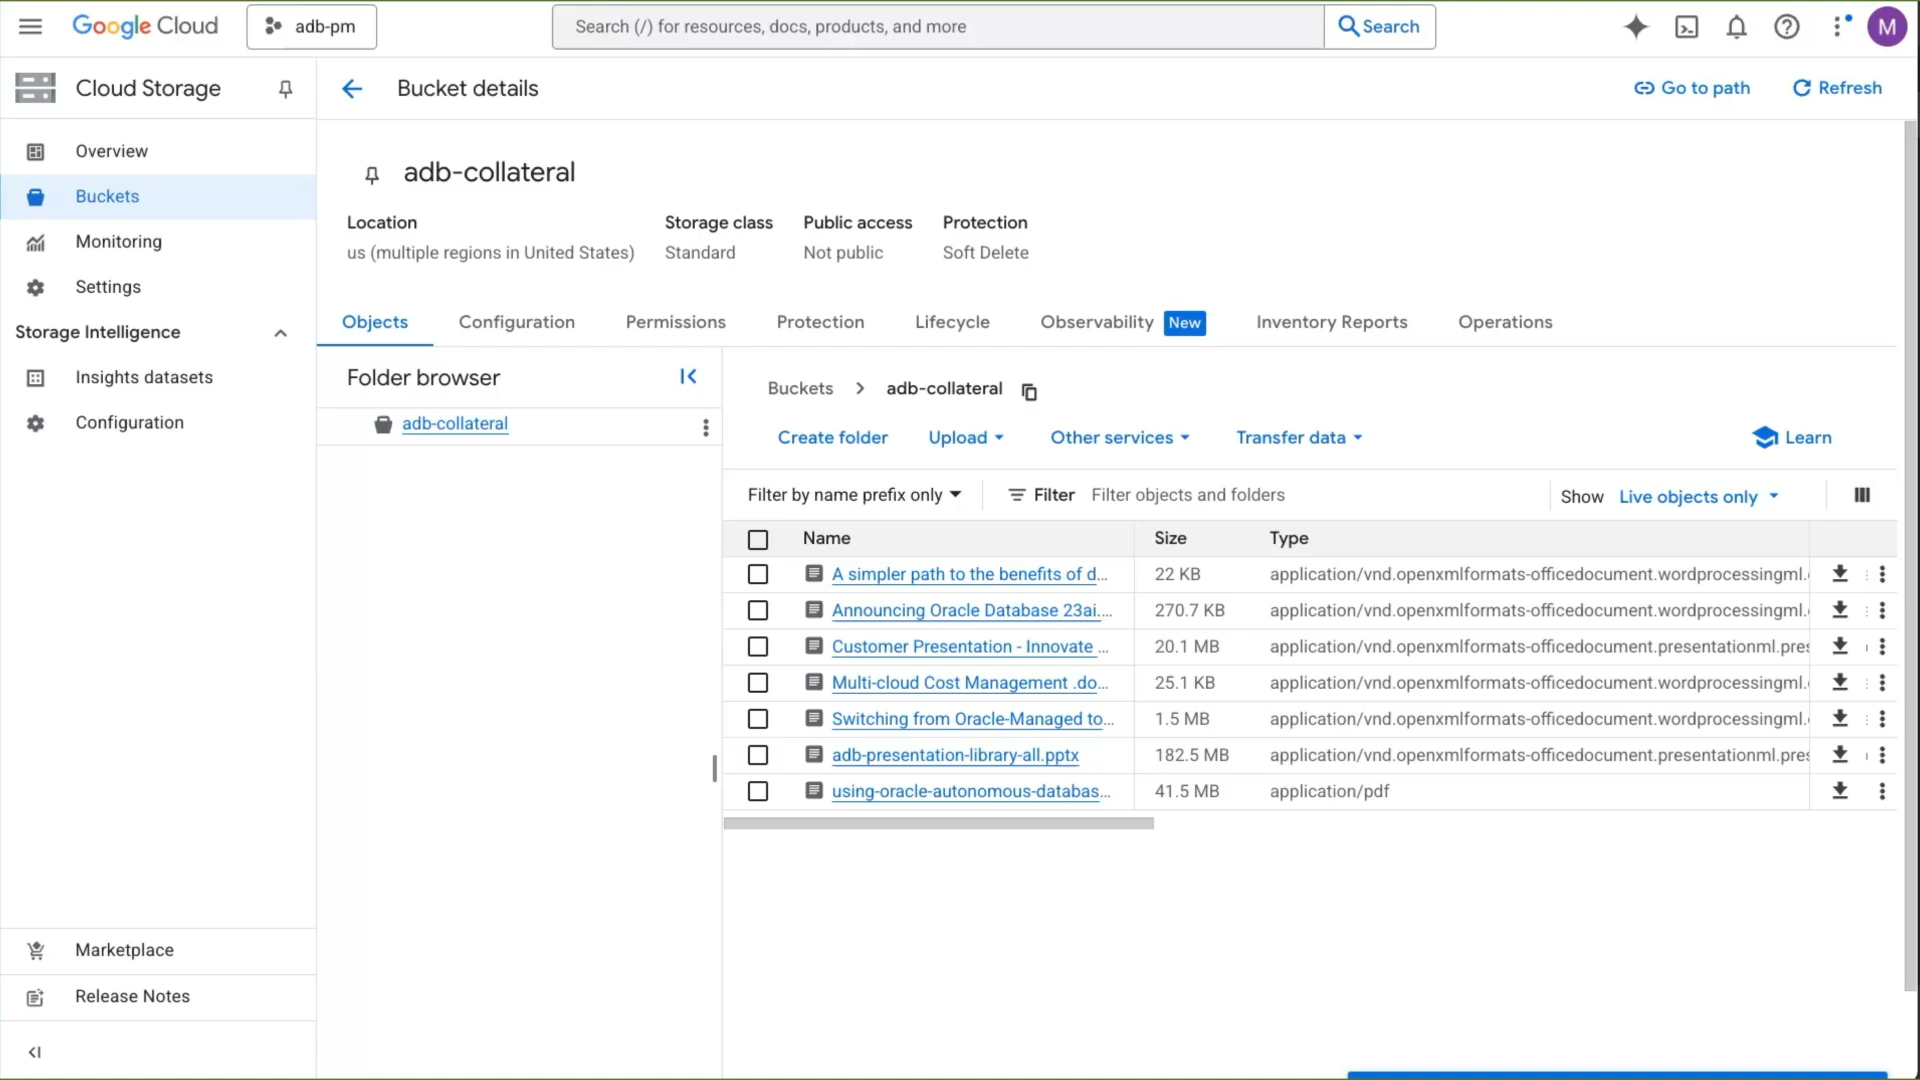 Google Cloud
adb-pm
Search (/) for resources, docs, products, and more
Search
M
Cloud Storage
Bucket details
Go to path
Refresh
Overview
Buckets
Monitoring
Settings
Storage Intelligence
Insights datasets
Configuration
Marketplace
Release Notes
adb-collateral
Location
Storage class
Public access
Protection
us (multiple regions in United States)
Standard
Not public
Soft Delete
Objects
Configuration
Permissions
Protection
Lifecycle
Observability New
Inventory Reports
Operations
Folder browser
adb-collateral
Buckets > adb-collateral
Create folder
Upload
Other services
Transfer data
Learn
Filter by name prefix only
Filter Filter objects and folders
Show Live objects only
Name Size Type
A simpler path to the benefits of d... 22 KB application/vnd.openxmlformats-officedocument.wordprocessingml.
Announcing Oracle Database 23ai.... 270.7 KB application/vnd.openxmlformats-officedocument.wordprocessingml.
Customer Presentation - Innovate ... 20.1 MB application/vnd.openxmlformats-officedocument.presentationml.pres
Multi-cloud Cost Management .do... 25.1 KB application/vnd.openxmlformats-officedocument.wordprocessingml.
Switching from Oracle-Managed to... 1.5 MB application/vnd.openxmlformats-officedocument.wordprocessingml.
adb-presentation-library-all.pptx 182.5 MB application/vnd.openxmlformats-officedocument.presentationml.pres
using-oracle-autonomous-databas... 41.5 MB application/pdf